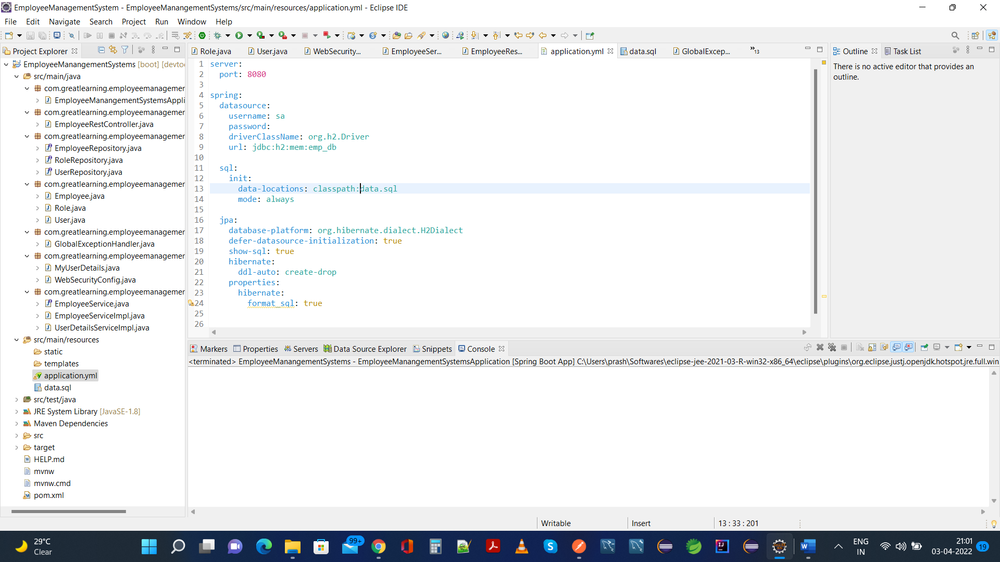 EmployeeManagementSystem - EmployeeManangementSystems/src/main/resources/application.yml - Eclipse IDE
File Edit Navigate Search Project Run Window Help
Project Explorer
EmployeeManangementSystems [boot] [devtoo
src/main/java
com.greatlearning.employeemanagemer
EmployeeManangementSystemsAppli
com.greatlearning.employeemanagemer
EmployeeRestController.java
com.greatlearning.employeemanagemer
EmployeeRepository.java
RoleRepository.java
UserRepository.java
com.greatlearning.employeemanagemer
Employee.java
Role.java
User.java
com.greatlearning.employeemanagemer
GlobalExceptionHandler.java
com.greatlearning.employeemanagemer
MyUserDetails.java
WebSecurityConfig.java
com.greatlearning.employeemanagemer
EmployeeService.java
EmployeeServiceImpl.java
UserDetailsServiceImpl.java
src/main/resources
static
templates
application.yml
data.sql
src/test/java
JRE System Library [JavaSE-1.8]
Maven Dependencies
src
target
HELP.md
mvnw
mvnw.cmd
pom.xml
Role.java User.java WebSecurity... EmployeeSer... EmployeeRes... application.yml data.sql GlobalExcep... »13
1 server:
2 port: 8080
3
4 spring:
5 datasource:
6 username: sa
7 password:
8 driverClassName: org.h2.Driver
9 url: jdbc:h2:mem:emp_db
10
11 sql:
12 init:
13 data-locations: classpath:data.sql
14 mode: always
15
16 jpa:
17 database-platform: org.hibernate.dialect.H2Dialect
18 defer-datasource-initialization: true
19 show-sql: true
20 hibernate:
21 ddl-auto: create-drop
22 properties:
23 hibernate:
24 format_sql: true
25
26
Outline Task List
There is no active editor that provides an
outline.
Markers Properties Servers Data Source Explorer Snippets Console
<terminated> EmployeeManangementSystems - EmployeeManangementSystemsApplication [Spring Boot App] C:\Users\prash\Softwares\eclipse-jee-2021-03-R-win32-x86_64\eclipse\plugins\org.eclipse.justj.openjdk.hotspot.jre.full.win
Writable Insert 13 : 33 : 201
29°C
Clear
99+
ENG
IN
21:01
03-04-2022
19